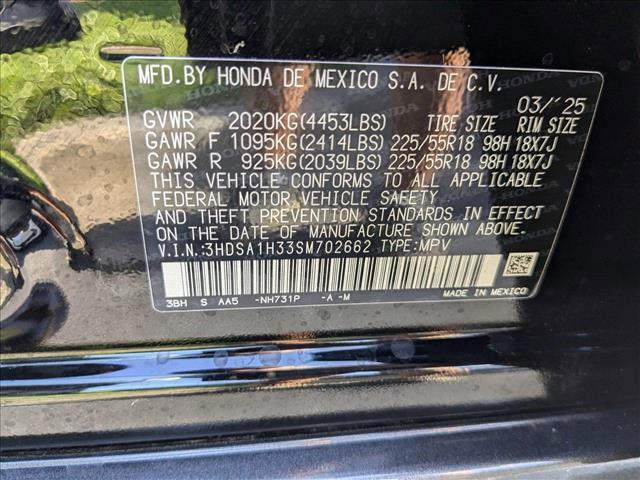 MFD.BY HONDA DE MEXICO S.A. DE C.V.
03/'25
GVWR 2020KG(4453LBS) TIRE SIZE RIM SIZE
GAWR F 1095KG(2414LBS) 225/55R18 98H 18X7J
GAWR R 925KG(2039LBS) 225/55R18 98H 18X7J
THIS VEHICLE CONFORMS TO ALL APPLICABLE
FEDERAL MOTOR VEHICLE SAFETY
AND THEFT PREVENTION STANDARDS IN EFFECT
ON THE DATE OF MANUFACTURE SHOWN ABOVE.
V.I.N.:3HDSA1H33SM702662 TYPE:MPV
3BH S AA5 -NH731P -A -M MADE IN MEXICO